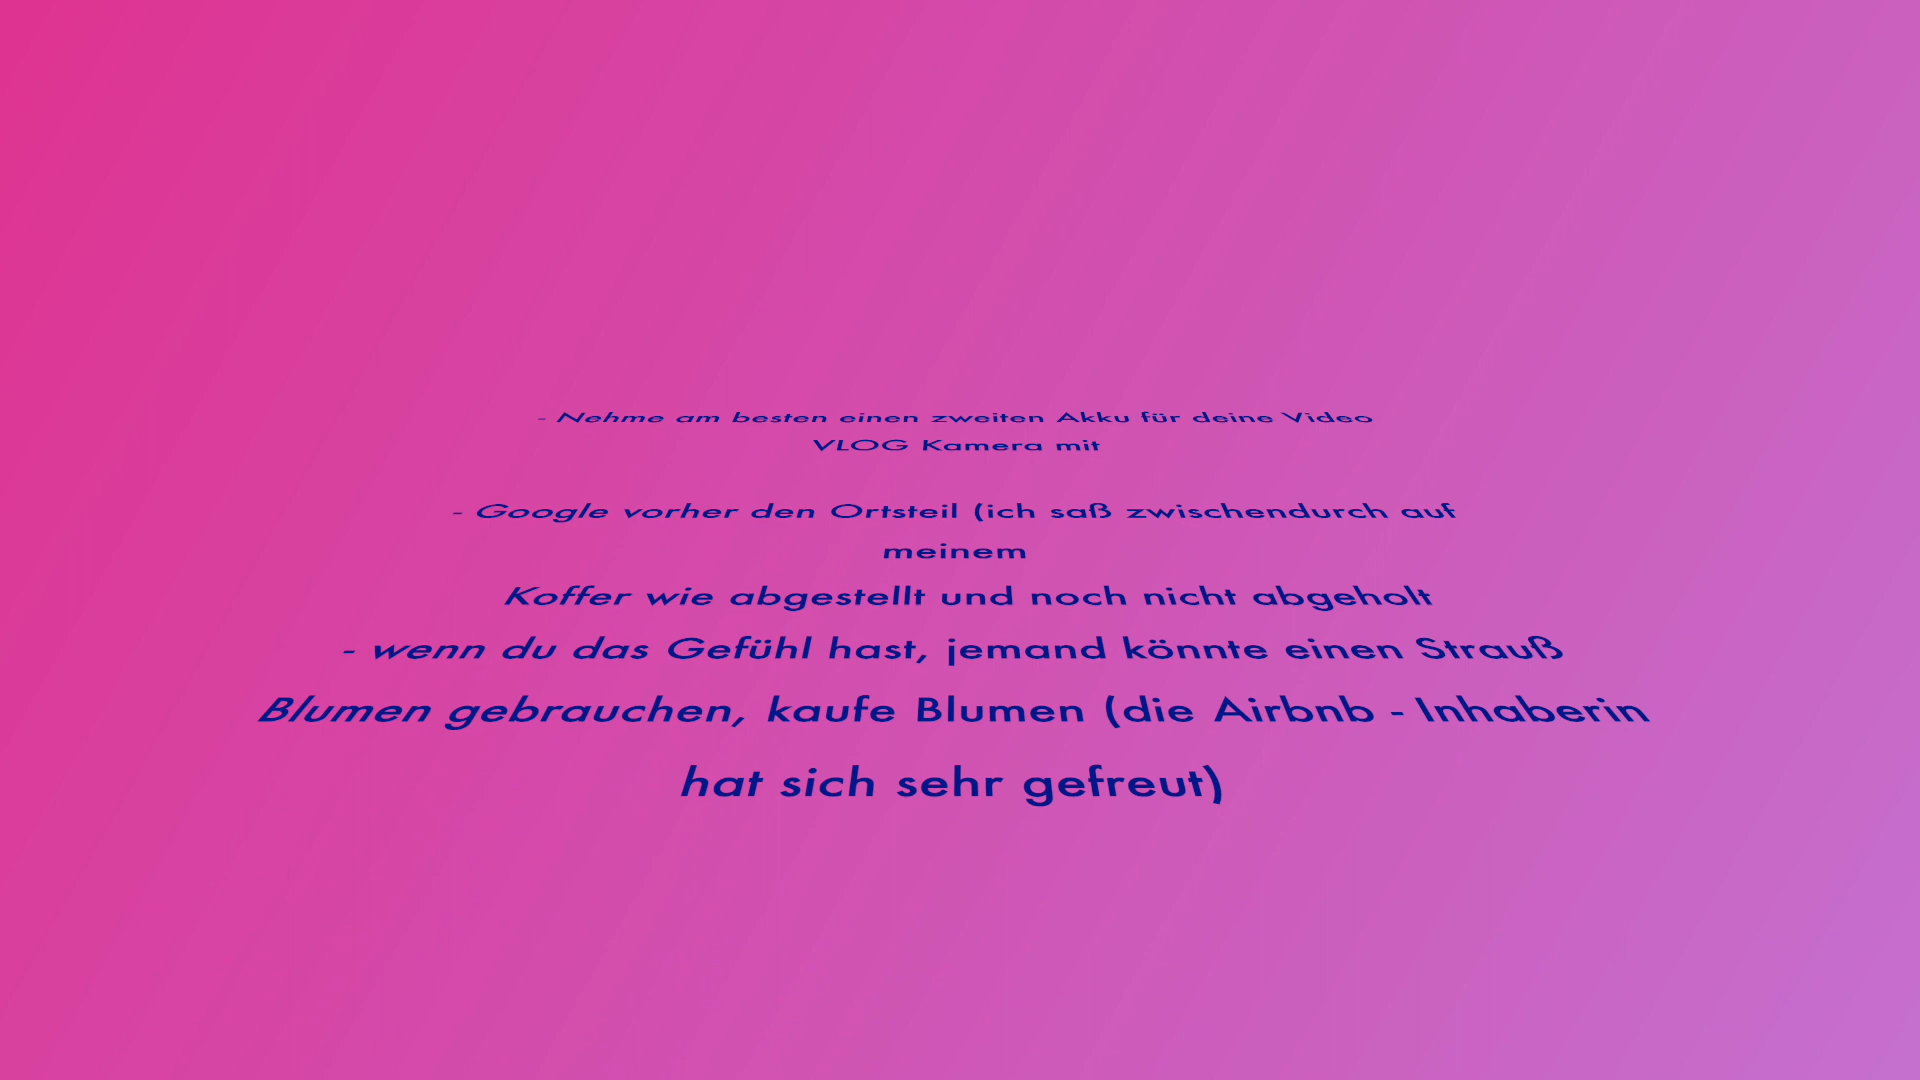 - Nehme am besten einen zweiten Akku für deine Video
VLOG Kamera mit
- Google vorher den Ortsteil (ich saß zwischendurch auf
meinem
Koffer wie abgestellt und noch nicht abgeholt
- wenn du das Gefühl hast, jemand könnte einen Strauß
Blumen gebrauchen, kaufe Blumen (die Airbnb - Inhaberin
hat sich sehr gefreut)